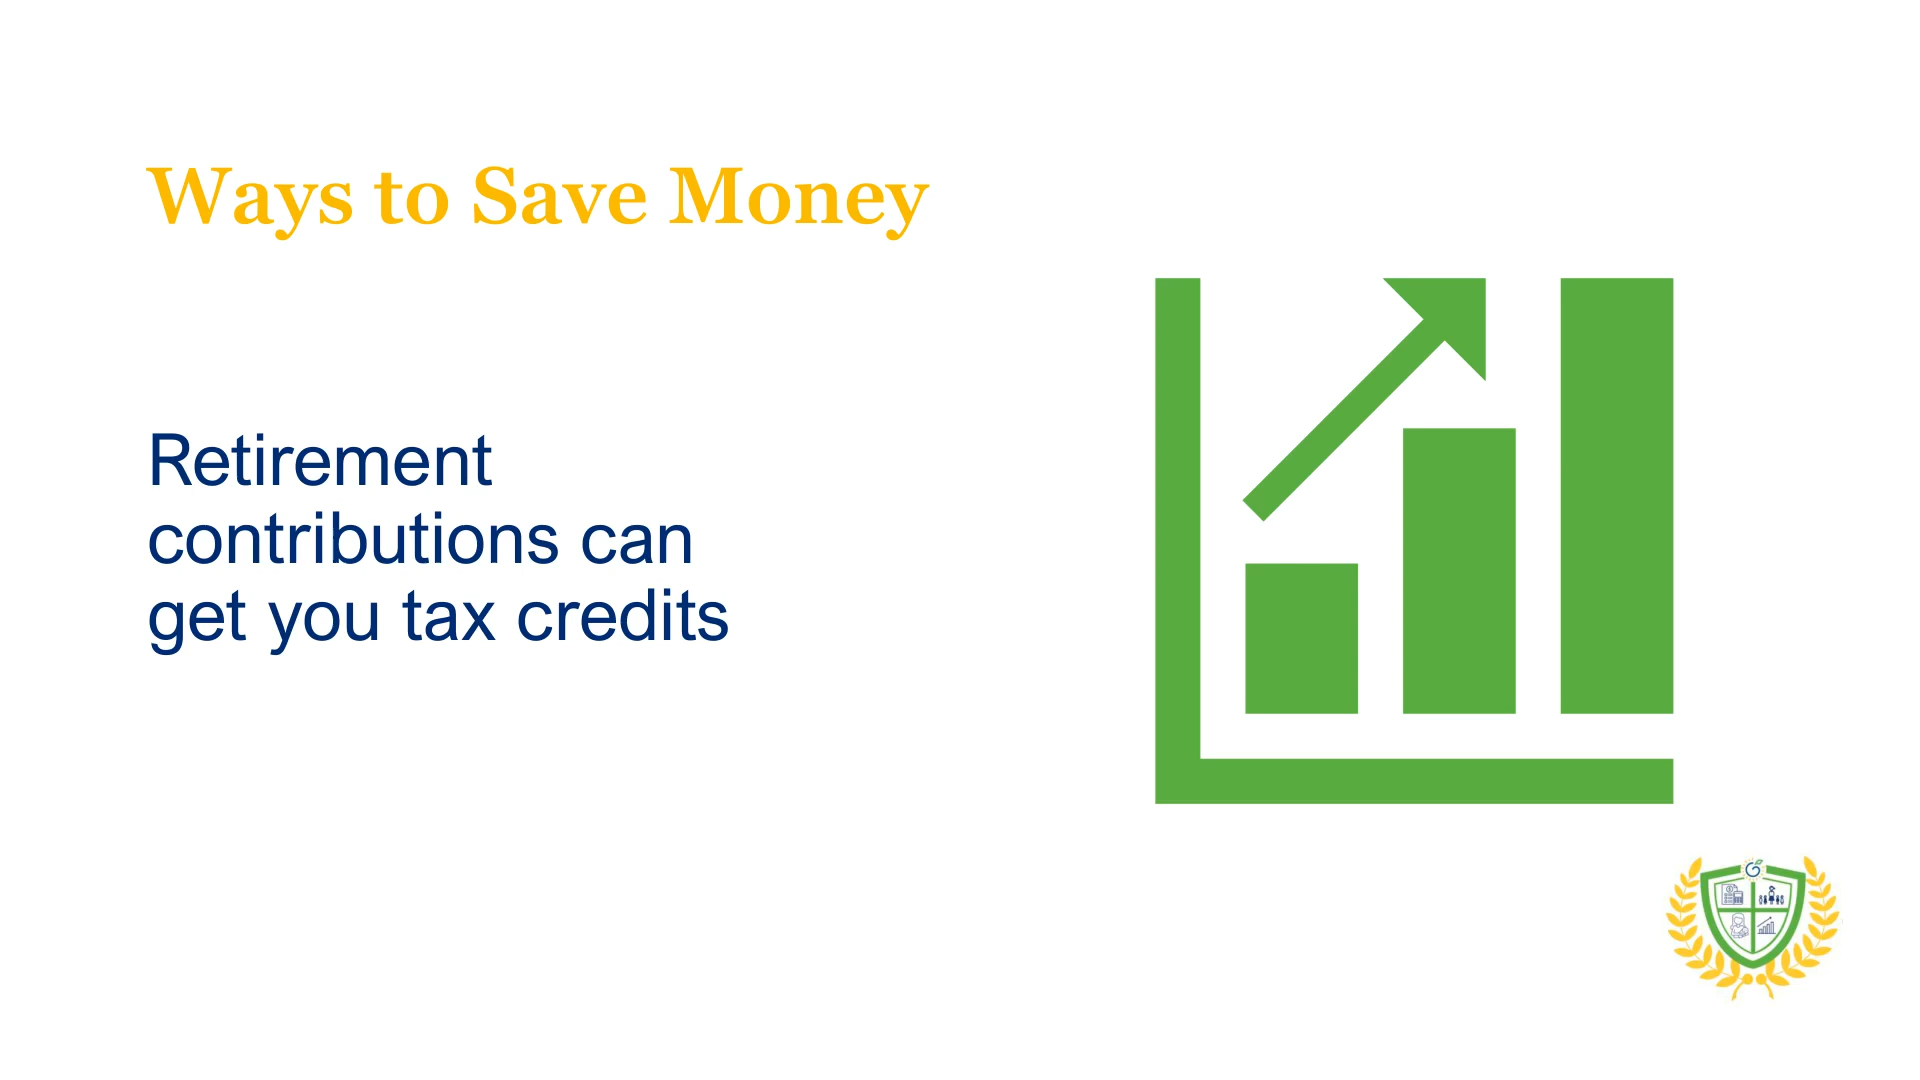 Ways to Save Money
Retirement
contributions can
get you tax credits